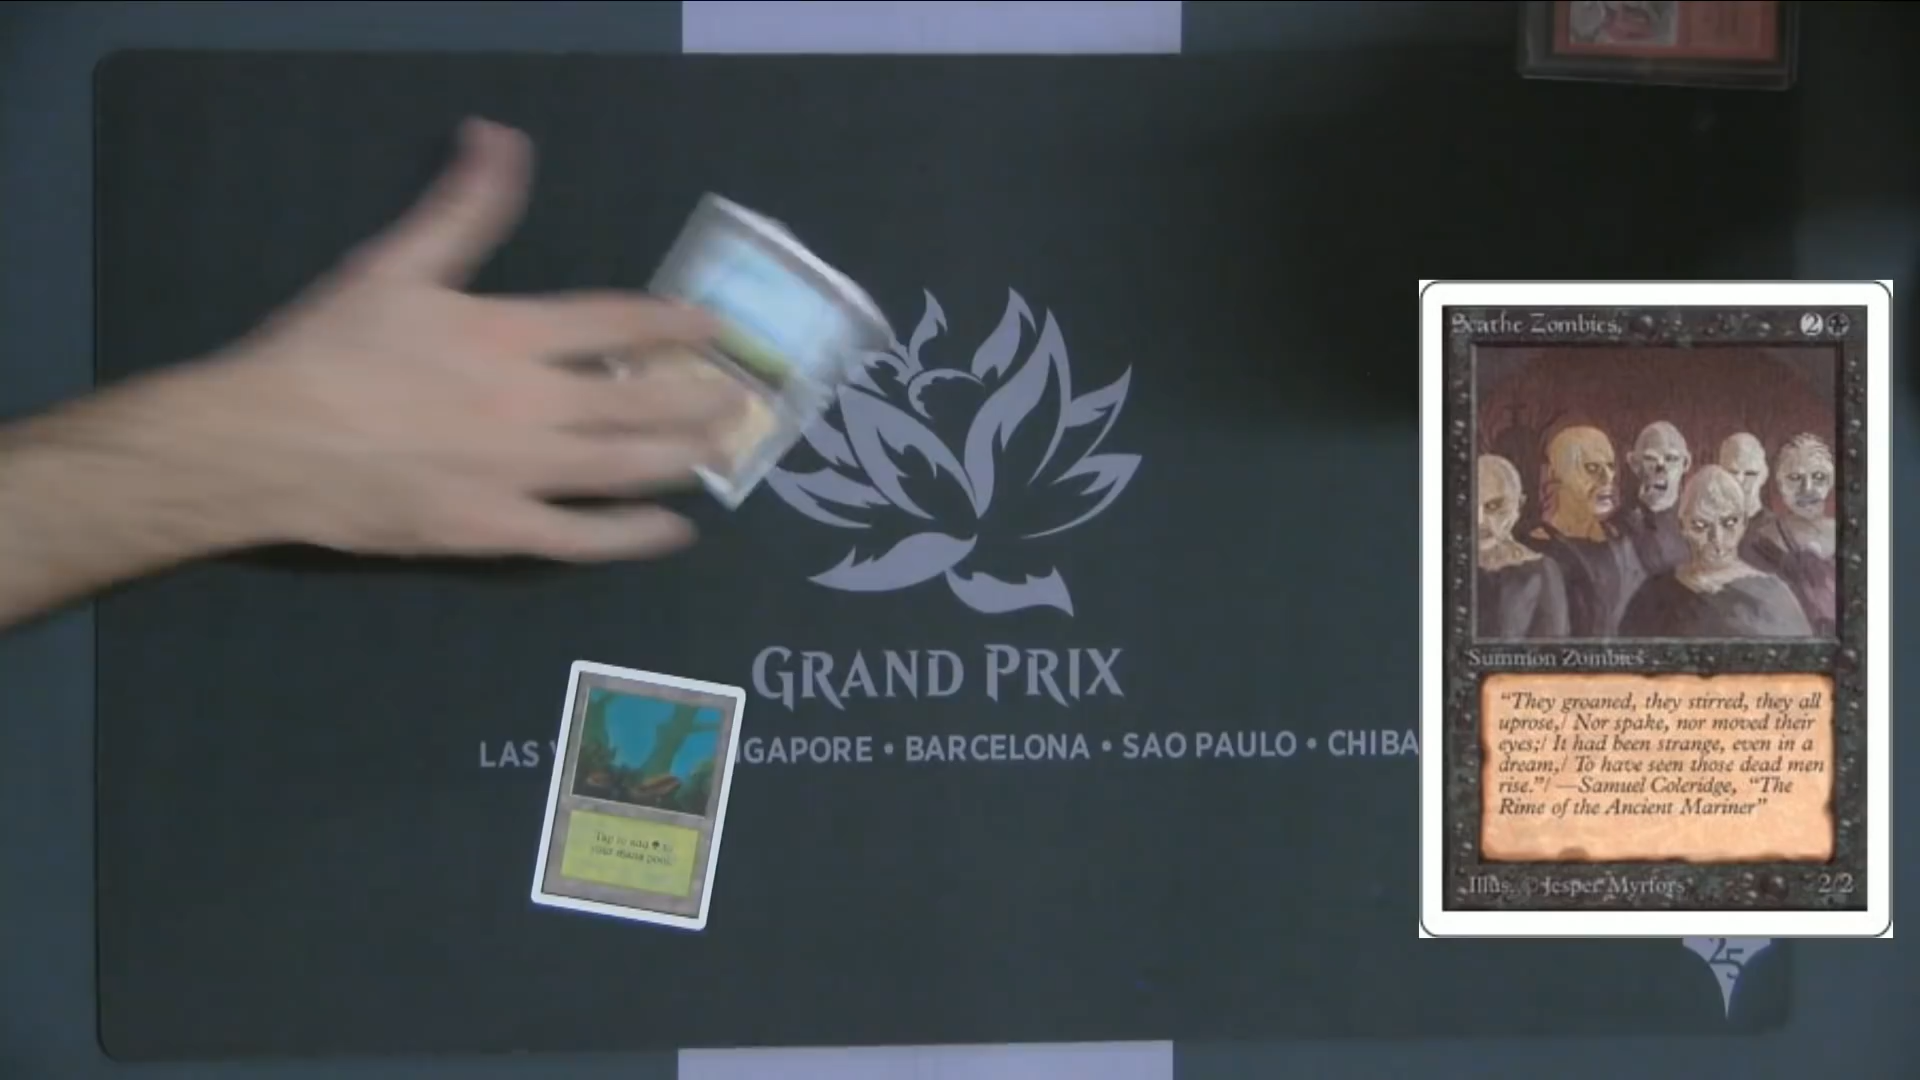 GRAND PRIX
LAS
GAPORE • BARCELONA • SAO PAULO • CHIBA
Tap to add to
your mana pool.
Scathe Zombies
2
Summon Zombies
"They groaned, they stirred, they all
uprose,/ Nor spake, nor moved their
eyes;/ It had been strange, even in a
dream,/ To have seen those dead men
rise."/ —Samuel Coleridge, "The
Rime of the Ancient Mariner"
Illus. © Jesper Myrfors
2/2
25